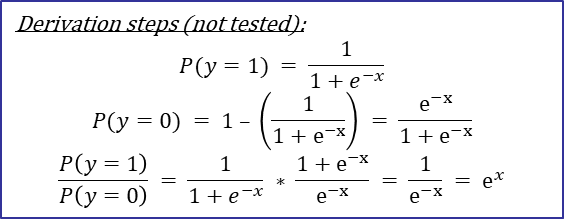 Derivation steps (not tested):
P(y = 1) = 1 / (1 + e^{-x})
P(y = 0) = 1 – (1 / (1 + e^{-x})) = e^{-x} / (1 + e^{-x})
P(y = 1) / P(y = 0) = 1 / (1 + e^{-x}) * (1 + e^{-x}) / e^{-x} = 1 / e^{-x} = e^{x}